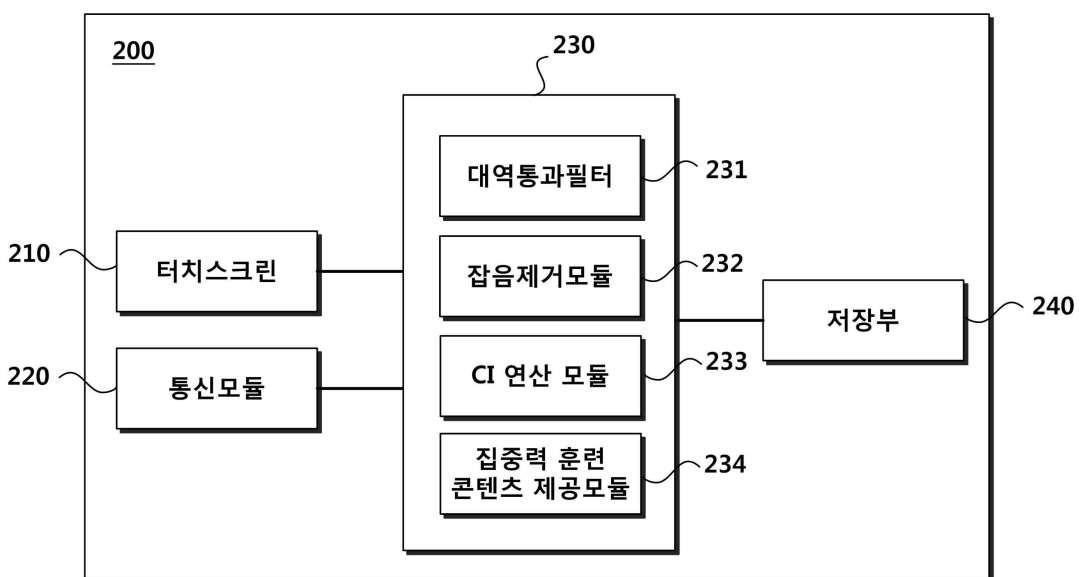 200
230
대역통과필터
231
210
터치스크린
잡음제거모듈
232
저장부
240
220
통신모듈
CI 연산 모듈
233
집중력 훈련
콘텐츠 제공모듈
234